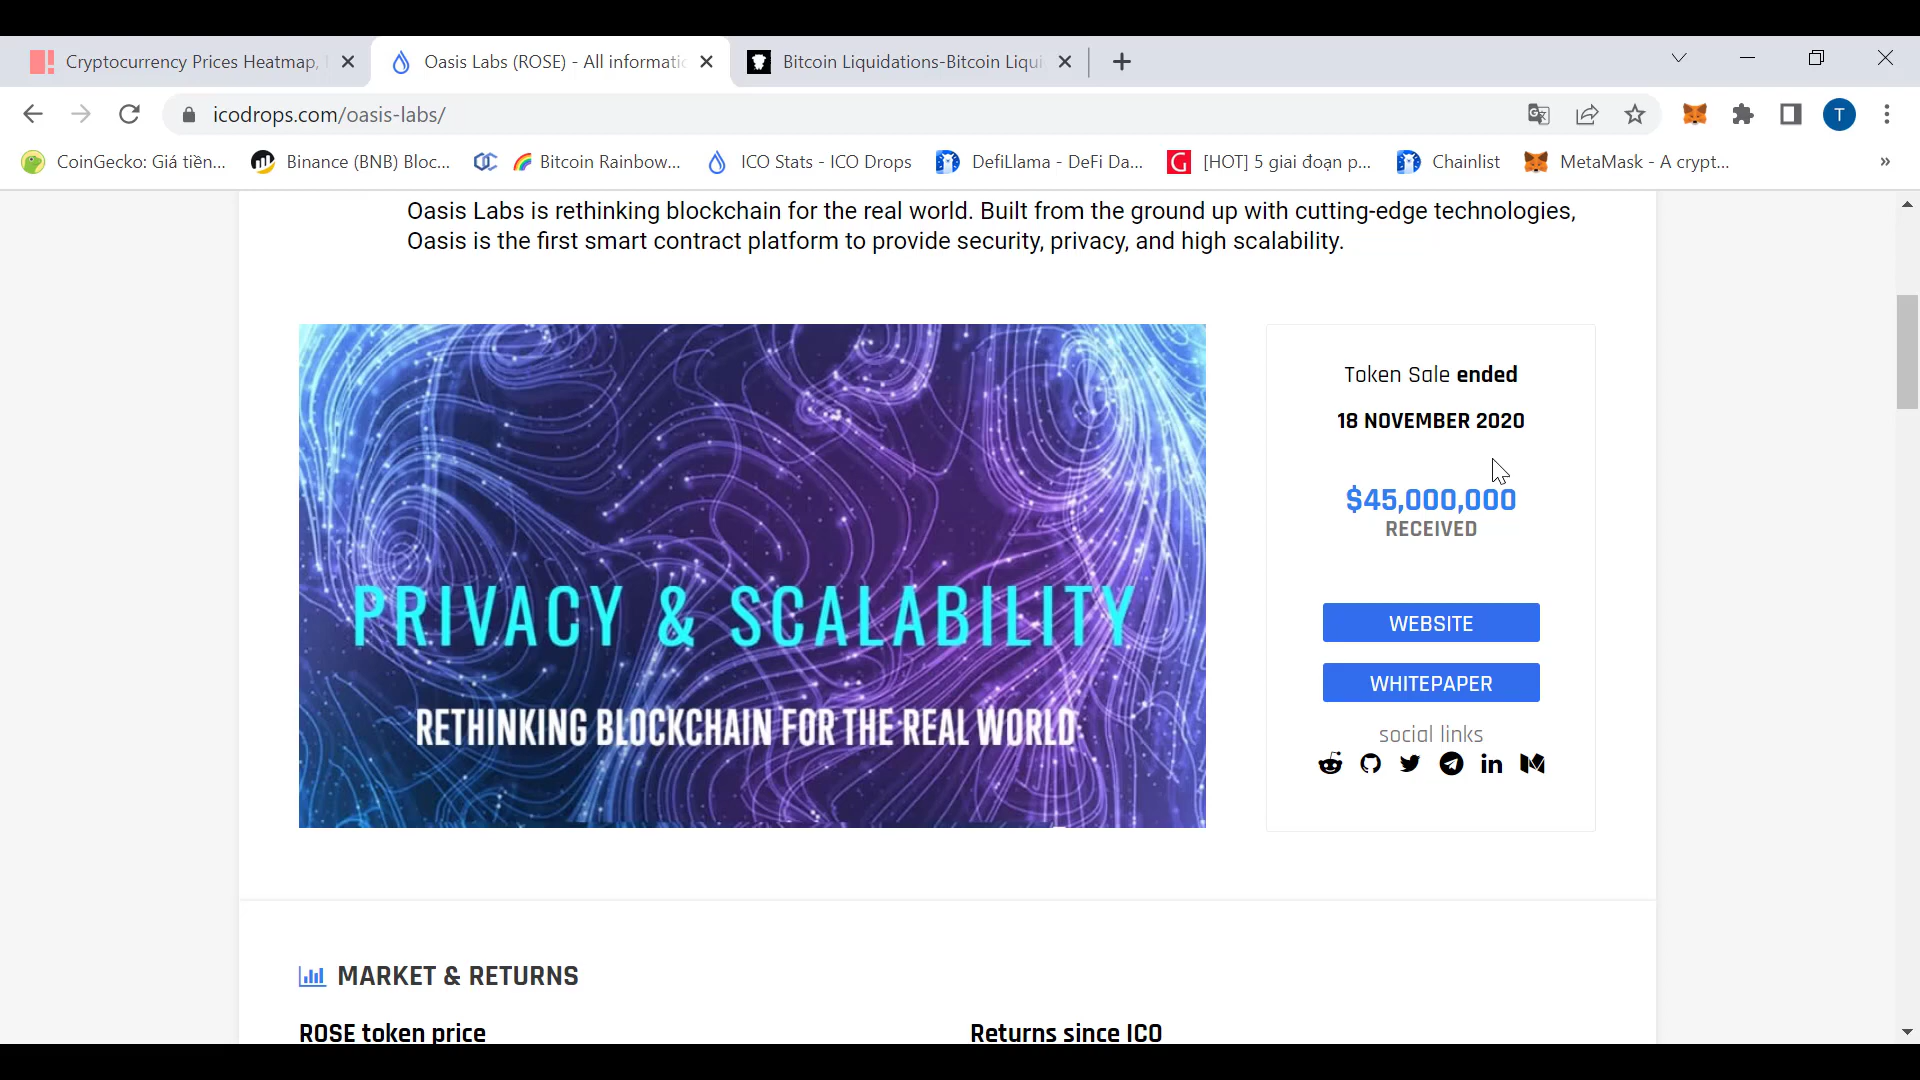 Cryptocurrency Prices Heatmap,
Oasis Labs (ROSE) - All informatic
Bitcoin Liquidations-Bitcoin Liqui
icodrops.com/oasis-labs/
T
CoinGecko: Giá tiền...
Binance (BNB) Bloc...
Bitcoin Rainbow...
ICO Stats - ICO Drops
DefiLlama - DeFi Da...
[HOT] 5 giai đoạn p...
Chainlist
MetaMask - A crypt...
»
Oasis Labs is rethinking blockchain for the real world. Built from the ground up with cutting-edge technologies,
Oasis is the first smart contract platform to provide security, privacy, and high scalability.
PRIVACY & SCALABILITY
RETHINKING BLOCKCHAIN FOR THE REAL WORLD
Token Sale ended
18 NOVEMBER 2020
$45,000,000
RECEIVED
WEBSITE
WHITEPAPER
social links
MARKET & RETURNS
ROSE token price
Returns since ICO